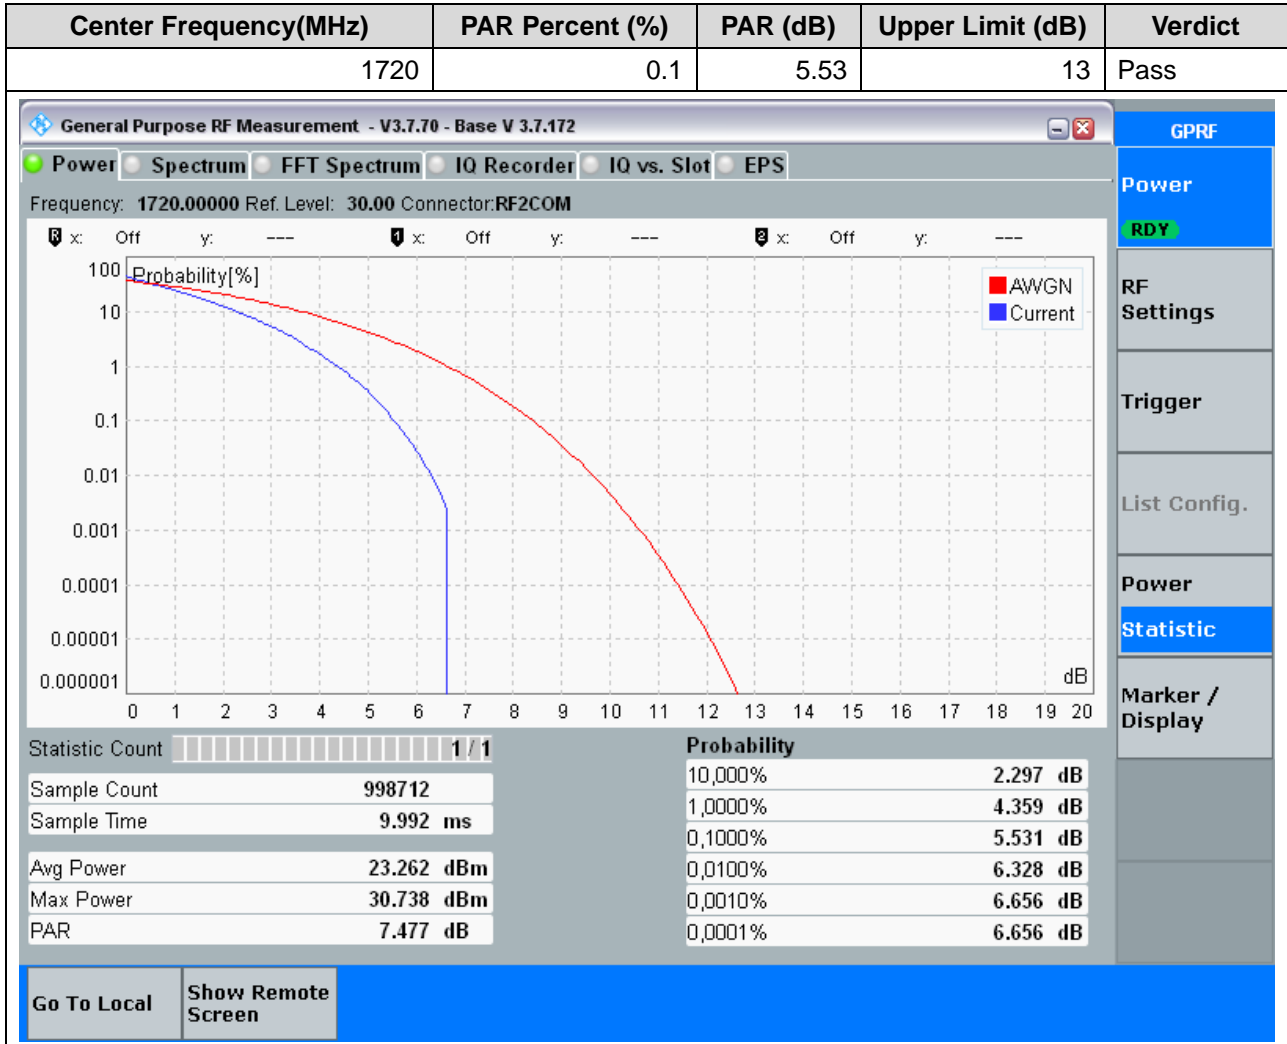 Center Frequency(MHz) PAR Percent (%) PAR (dB) Upper Limit (dB) Verdict
1720 0.1 5.53 13 Pass
General Purpose RF Measurement - V3.7.70 - Base V 3.7.172
GPRF
Power Spectrum FFT Spectrum IQ Recorder IQ vs. Slot EPS
Frequency: 1720.00000 Ref. Level: 30.00 Connector:RF2COM
R x: Off y: --- 1 x: Off y: --- 2 x: Off y: ---
Power
RDY
RF
Settings
Trigger
List Config.
Power
Statistic
Marker /
Display
Probability[%]
AWGN
Current
100
10
1
0.1
0.01
0.001
0.0001
0.00001
0.000001
dB
0 1 2 3 4 5 6 7 8 9 10 11 12 13 14 15 16 17 18 19 20
Statistic Count 1 / 1
Sample Count 998712
Sample Time 9.992 ms
Avg Power 23.262 dBm
Max Power 30.738 dBm
PAR 7.477 dB
Probability
10,000% 2.297 dB
1,0000% 4.359 dB
0,1000% 5.531 dB
0,0100% 6.328 dB
0,0010% 6.656 dB
0,0001% 6.656 dB
Go To Local
Show Remote
Screen